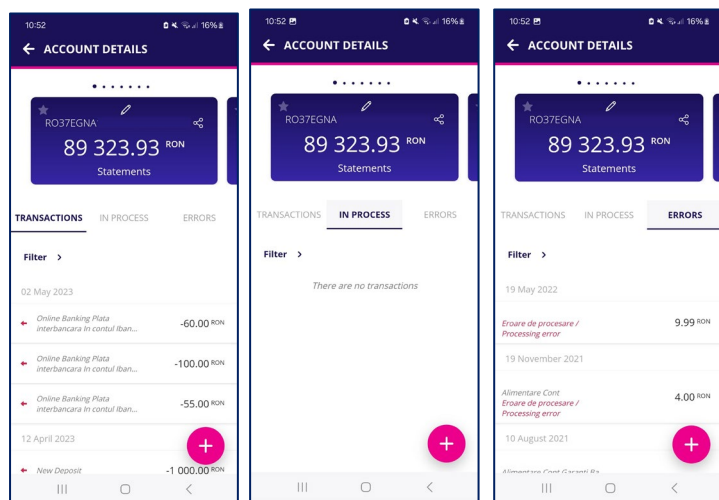 10:52
16%
ACCOUNT DETAILS
RO37EGNA
89 323.93 RON
Statements
TRANSACTIONS
IN PROCESS
ERRORS
Filter >
02 May 2023
Online Banking Plata
interbancara In contul Iban...
-60.00 RON
Online Banking Plata
interbancara In contul Iban...
-100.00 RON
Online Banking Plata
interbancara In contul Iban...
-55.00 RON
12 April 2023
New Deposit
-1 000.00 RON
10:52
16%
ACCOUNT DETAILS
RO37EGNA
89 323.93 RON
Statements
TRANSACTIONS
IN PROCESS
ERRORS
Filter >
There are no transactions
10:52
16%
ACCOUNT DETAILS
RO37EGNA
89 323.93 RON
Statements
TRANSACTIONS
IN PROCESS
ERRORS
Filter >
19 May 2022
Eroare de procesare /
Processing error
9.99 RON
19 November 2021
Alimentare Cont
Eroare de procesare /
Processing error
4.00 RON
10 August 2021
Alimentare Cont Garanti Ba